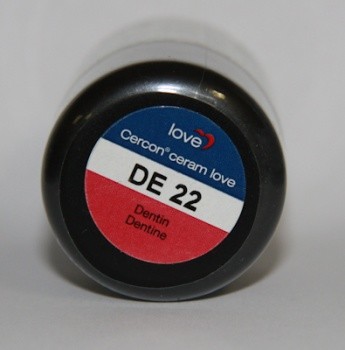 love
Cercon® ceram love
DE 22
Dentin
Dentine